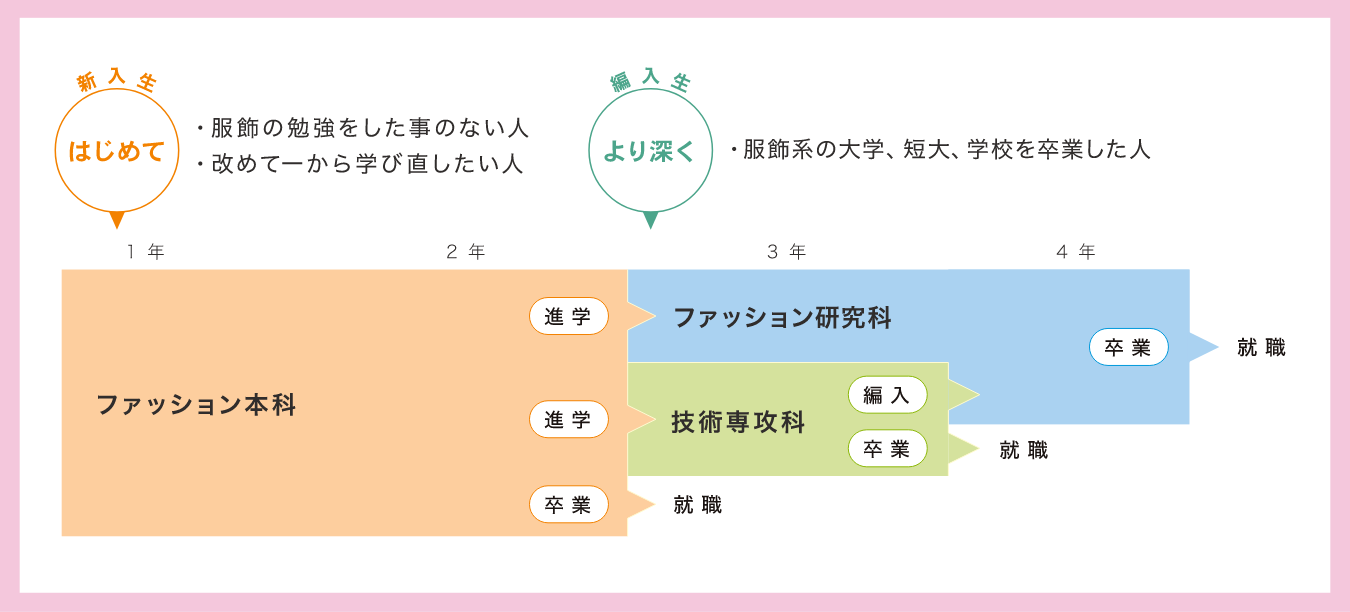 新入生
はじめて
・服飾の勉強をした事のない人
・改めて一から学び直したい人
編入生
より深く
・服飾系の大学、短大、学校を卒業した人
1年
2年
3年
4年
ファッション本科
進学
進学
卒業
就職
ファッション研究科
卒業
就職
技術専攻科
編入
卒業
就職